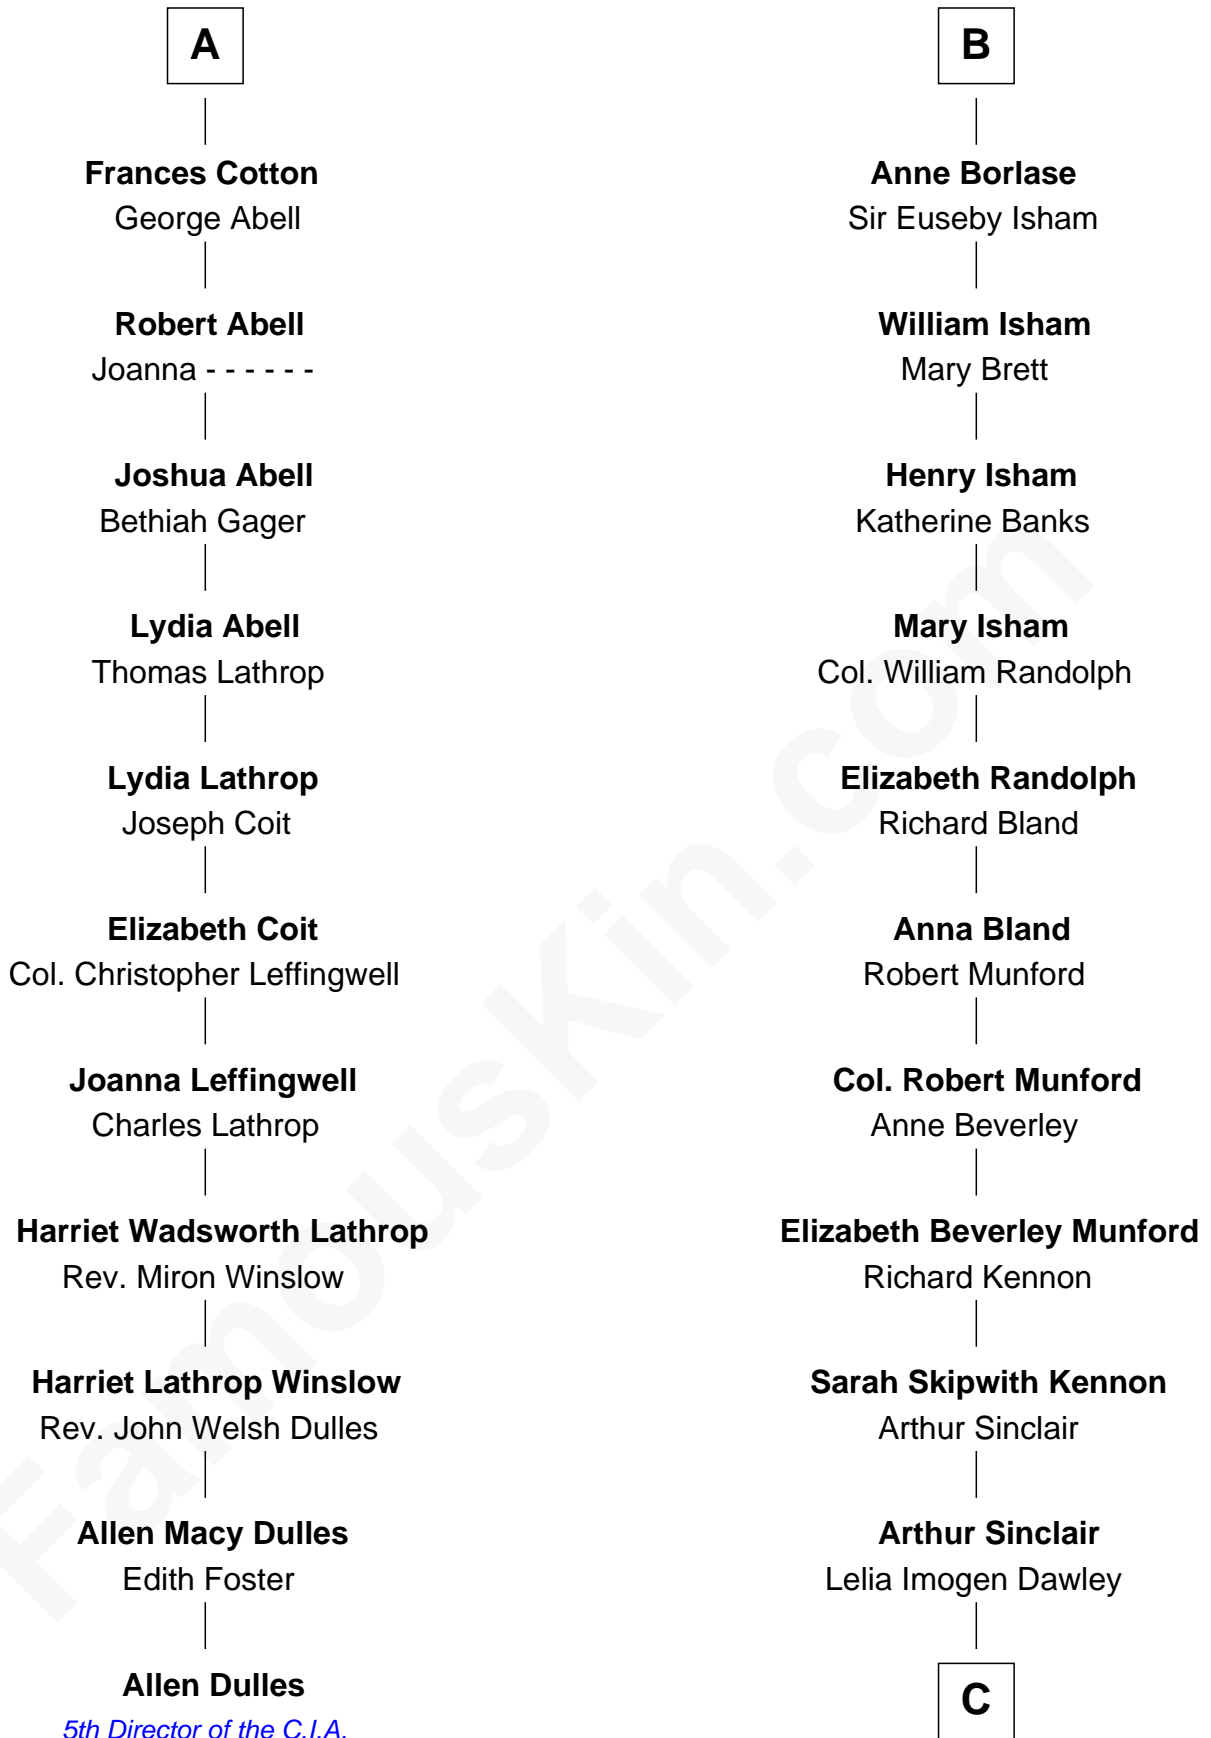 A
Frances Cotton
George Abell
Robert Abell
Joanna - - - - - -
Joshua Abell
Bethiah Gager
Lydia Abell
Thomas Lathrop
Lydia Lathrop
Joseph Coit
Elizabeth Coit
Col. Christopher Leffingwell
Joanna Leffingwell
Charles Lathrop
Harriet Wadsworth Lathrop
Rev. Miron Winslow
Harriet Lathrop Winslow
Rev. John Welsh Dulles
Allen Macy Dulles
Edith Foster
Allen Dulles
5th Director of the C.I.A.
B
Anne Borlase
Sir Euseby Isham
William Isham
Mary Brett
Henry Isham
Katherine Banks
Mary Isham
Col. William Randolph
Elizabeth Randolph
Richard Bland
Anna Bland
Robert Munford
Col. Robert Munford
Anne Beverley
Elizabeth Beverley Munford
Richard Kennon
Sarah Skipwith Kennon
Arthur Sinclair
Arthur Sinclair
Lelia Imogen Dawley
C
FamousKin.com